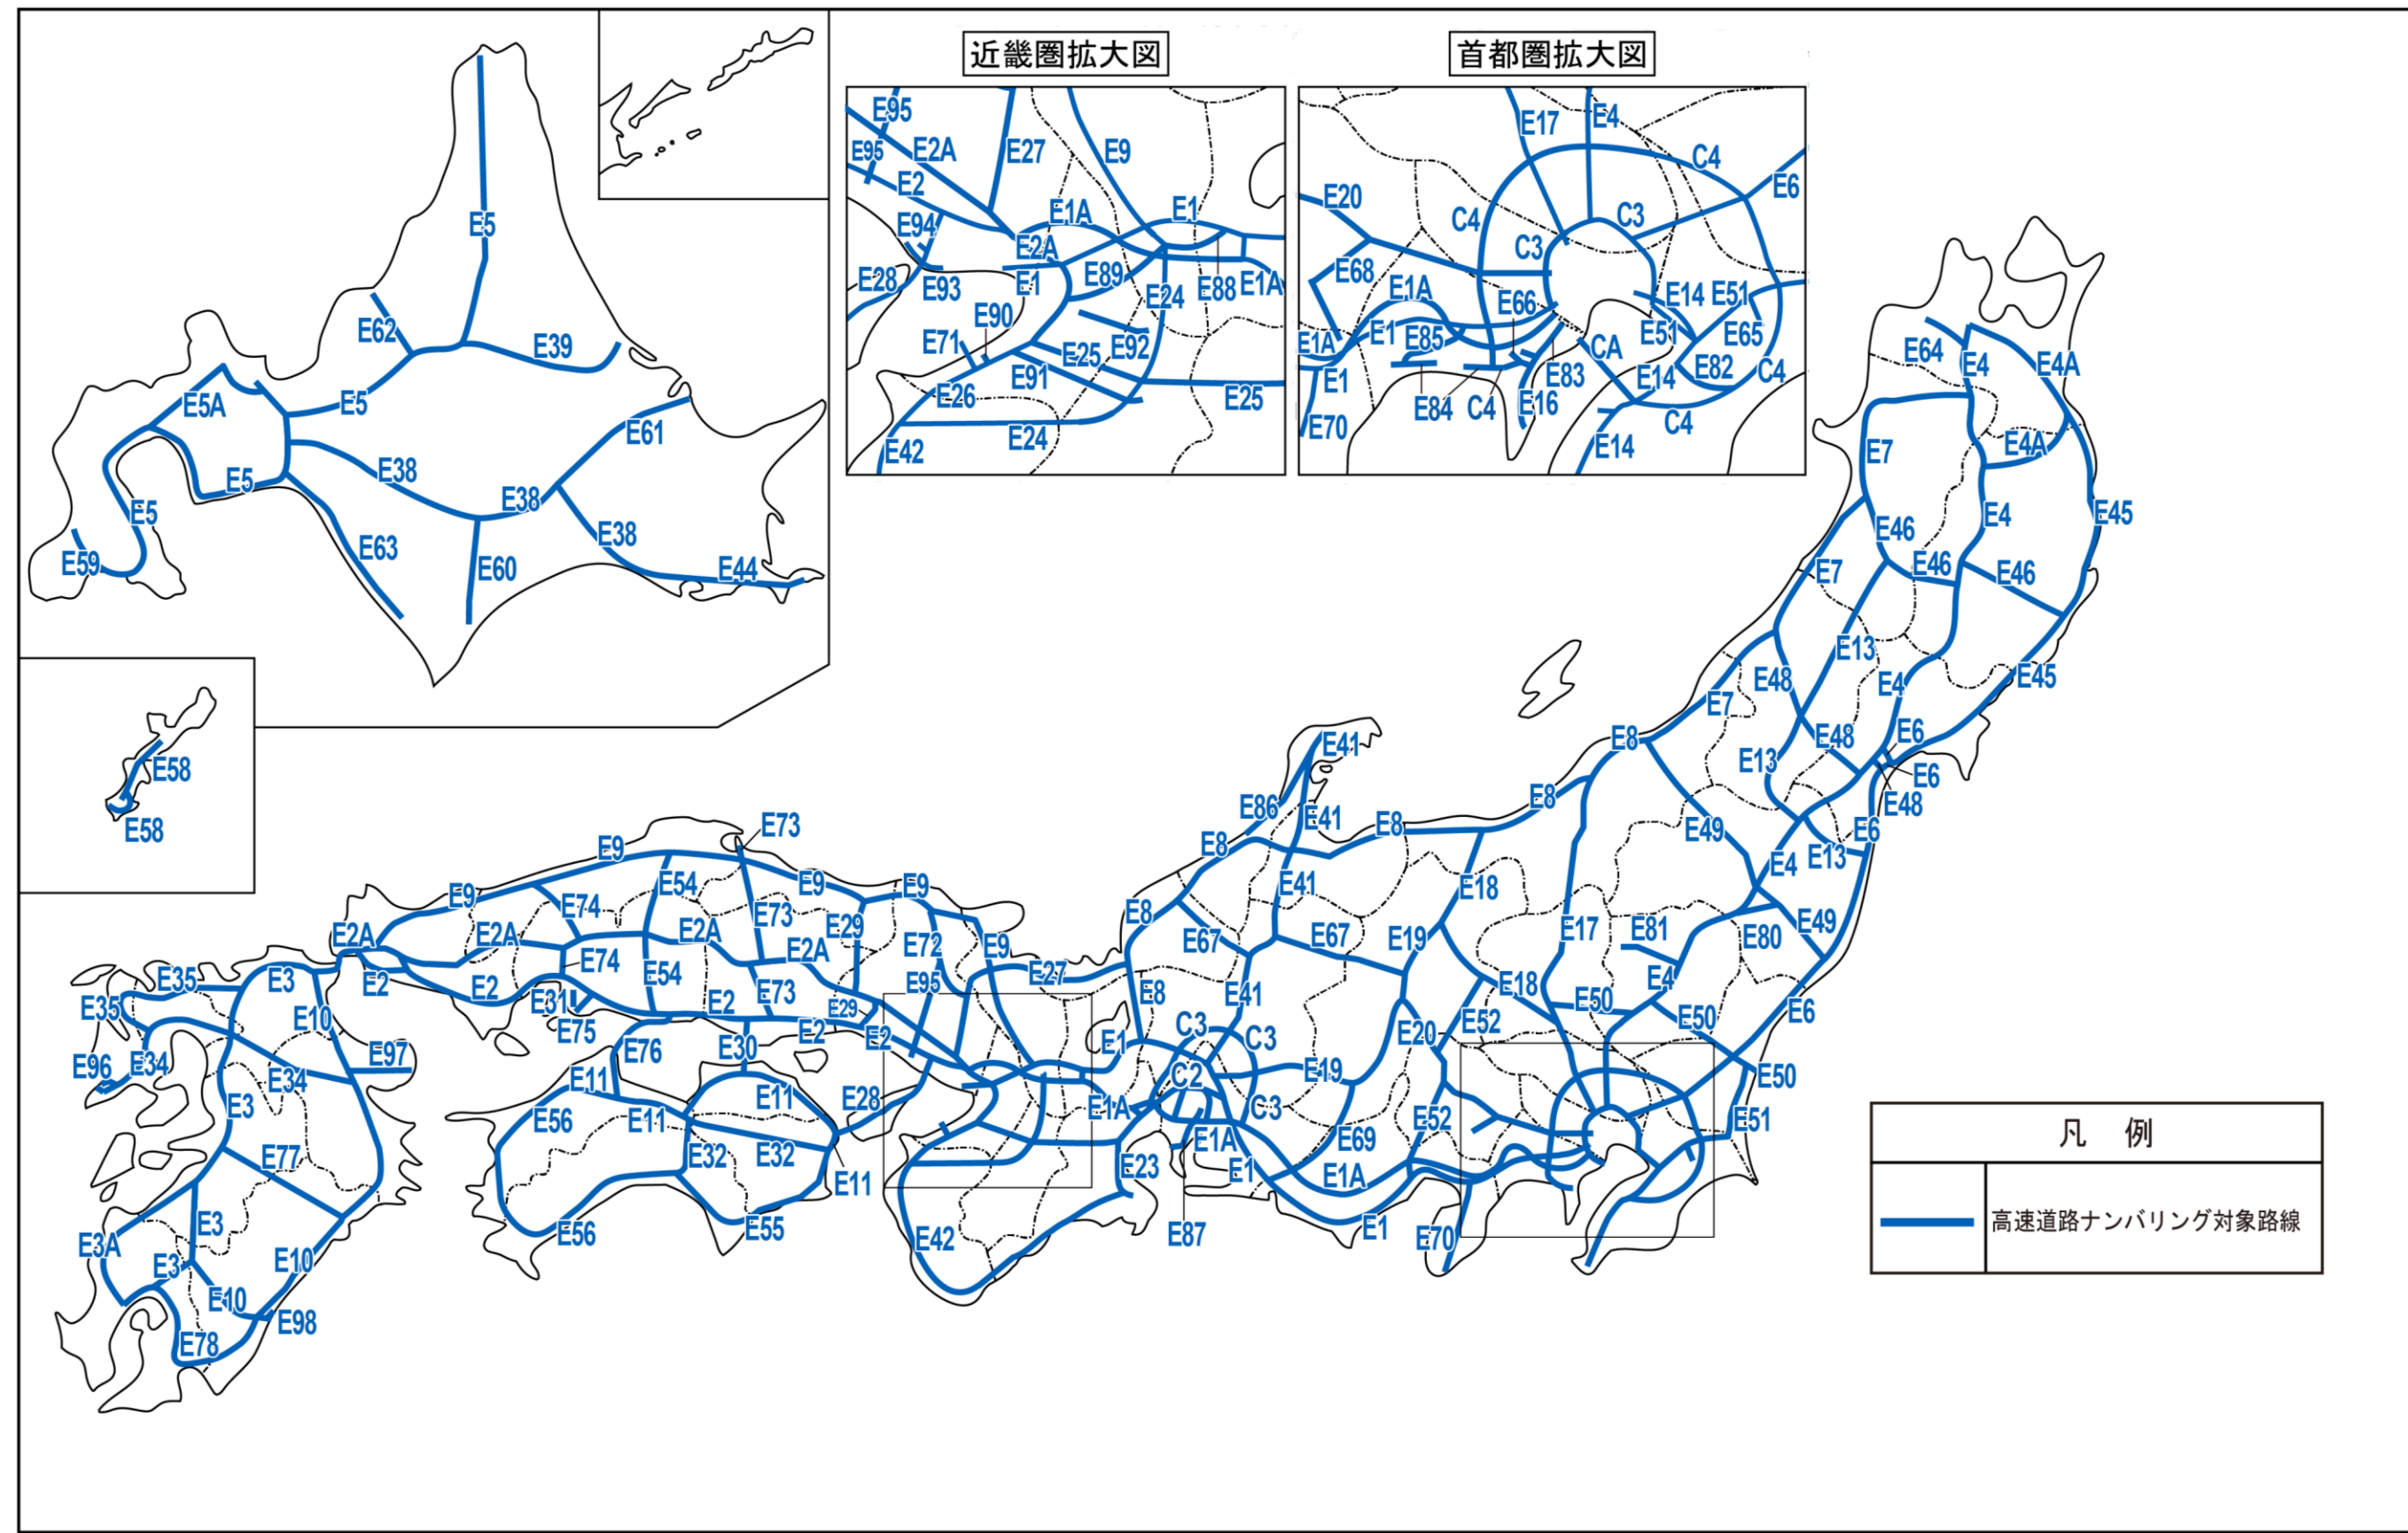 近畿圏拡大図
首都圏拡大図
E5
E62
E39
E5A
E5
E38
E61
E5
E38
E5
E38
E63
E59
E60
E44
E58
E58
E95
E95
E2A
E27
E9
E2
E1A
E1
E94
E2A
E28
E93
E1
E89
E88
E1A
E24
E90
E71
E25
E92
E91
E26
E25
E24
E42
E17
E4
C4
E6
E20
C4
C3
C3
E68
E1A
E66
E14
E51
E1A
E1
E85
E51
E65
CA
E82
C4
E1
E83
E14
E84
C4
E16
C4
E70
E14
E64
E4
E4A
E7
E4A
E46
E4
E45
E7
E46
E46
E13
E48
E4
E45
E7
E8
E48
E6
E13
E6
E48
E41
E86
E41
E8
E8
E8
E49
E6
E4
E13
E73
E9
E9
E54
E9
E9
E74
E73
E29
E2A
E2A
E2A
E2A
E72
E9
E74
E54
E73
E95
E27
E2
E2
E31
E2
E29
E75
E2
E2
E76
E30
E8
E41
E18
E8
E67
E67
E19
E17
E81
E80
E49
E18
E4
E8
E41
E50
E50
E6
E20
E52
C3
C3
E1
C2
E19
E50
E1A
C3
E52
E51
E1A
E69
E23
E1
E1A
E87
E1
E70
E42
E35
E3
E35
E10
E96
E34
E34
E97
E3
E77
E3
E3A
E3
E10
E10
E98
E78
E11
E56
E11
E11
E28
E32
E32
E11
E56
E55
凡 例
高速道路ナンバリング対象路線